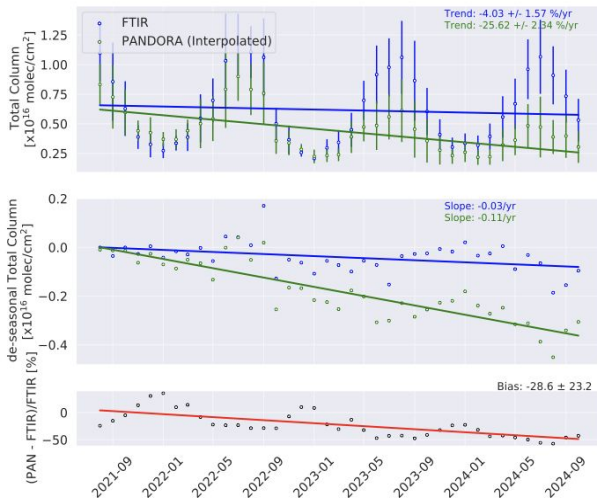 FTIR
PANDORA (Interpolated)
Trend: -4.03 +/- 1.57 %/yr
Trend: -25.62 +/- 2.34 %/yr
Total Column
[x10¹⁶ molec/cm²]
1.25
1.00
0.75
0.50
0.25
Slope: -0.03/yr
Slope: -0.11/yr
de-seasonal Total Column
[x10¹⁶ molec/cm²]
0.2
0.0
−0.2
−0.4
Bias: -28.6 ± 23.2
(PAN - FTIR)/FTIR [%]
0
−50
2021-09
2022-01
2022-05
2022-09
2023-01
2023-05
2023-09
2024-01
2024-05
2024-09